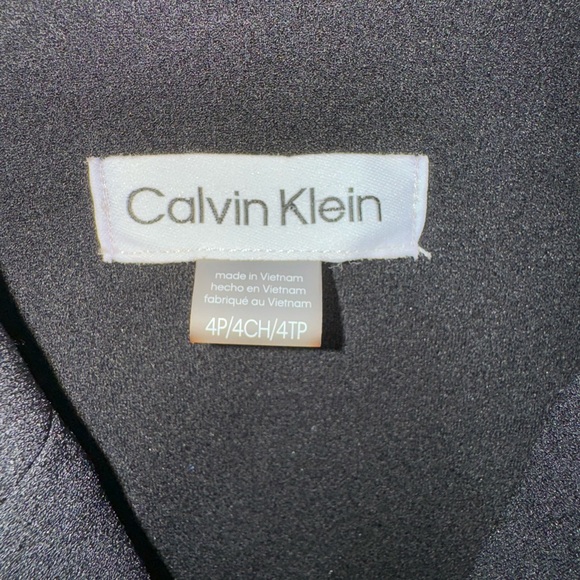 Calvin Klein
made in Vietnam
hecho en Vietnam
fabriqué au Vietnam
4P/4CH/4TP